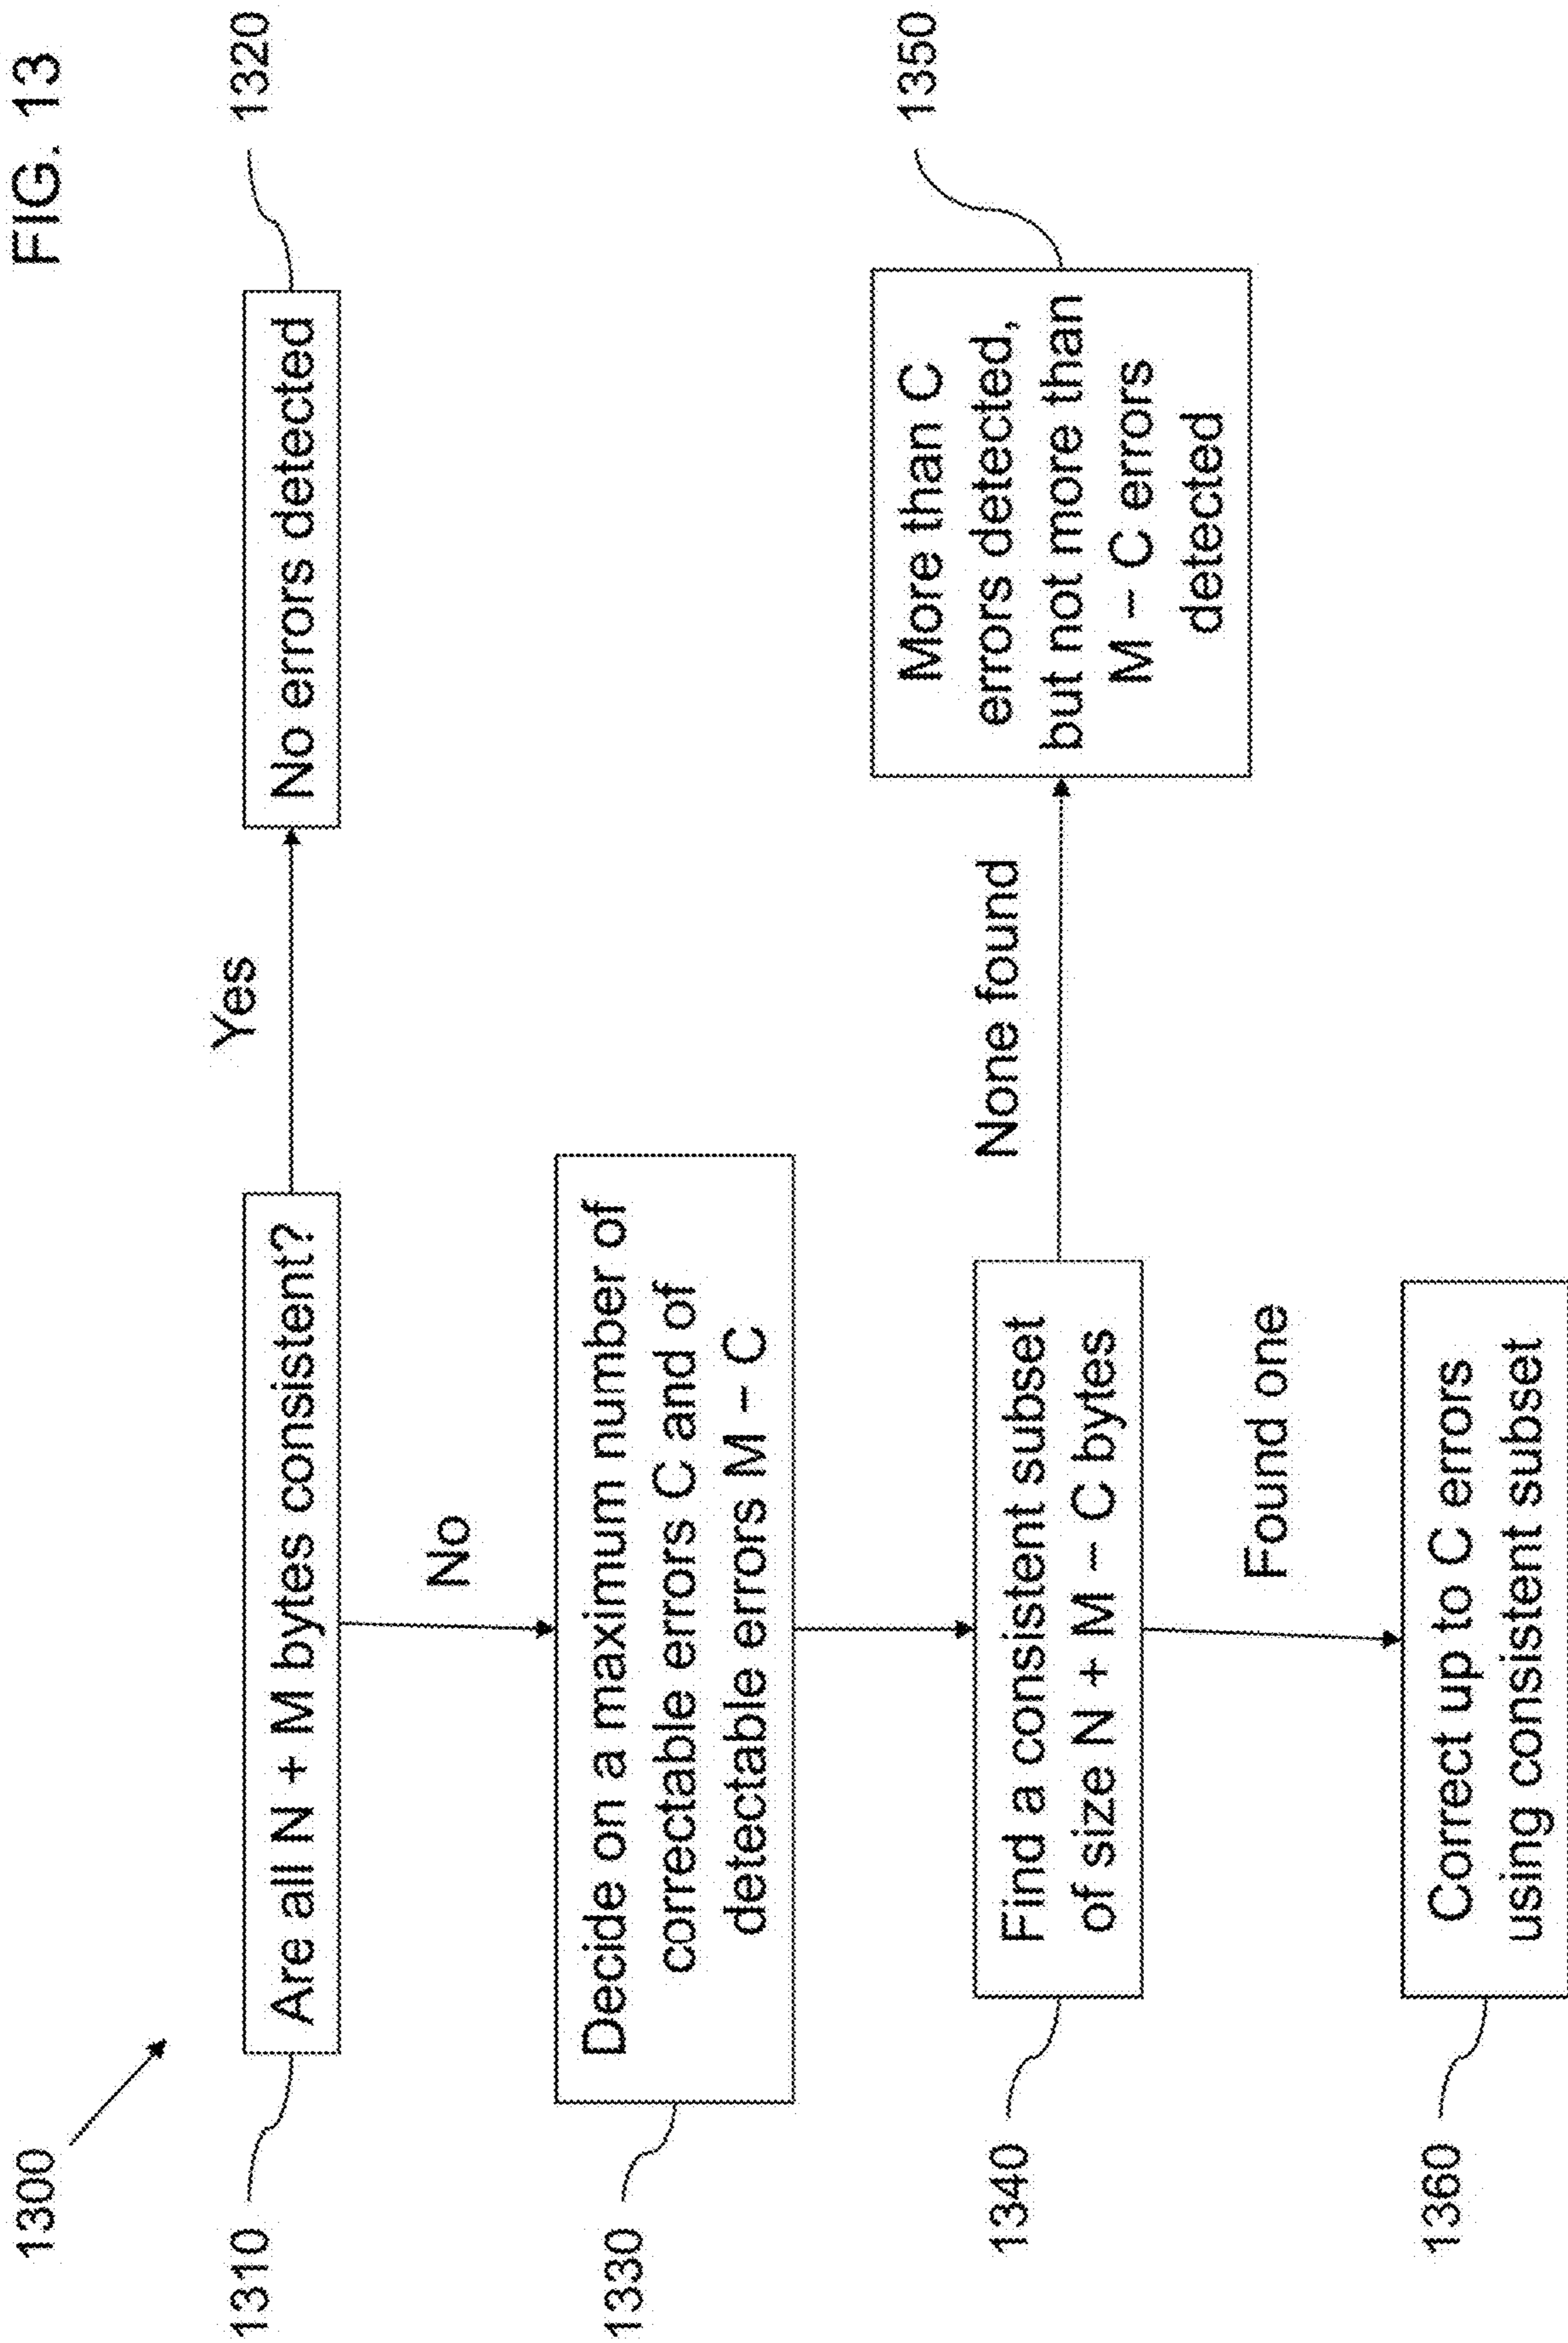 FIG. 13
1300
1310
Are all N + M bytes consistent?
Yes
No errors detected
1320
No
1330
Decide on a maximum number of
correctable errors C and of
detectable errors M – C
1340
Find a consistent subset
of size N + M – C bytes
None found
More than C
errors detected,
but not more than
M – C errors
detected
1350
Found one
1360
Correct up to C errors
using consistent subset